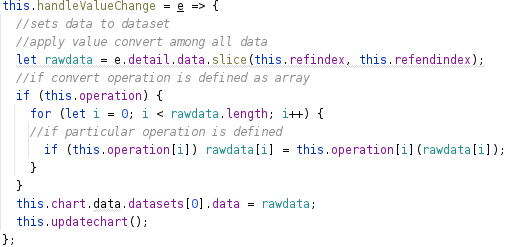 this.handleValueChange = e => {
//sets data to dataset
//apply value convert among all data
let rawdata = e.detail.data.slice(this.refindex, this.refendindex);
//if convert operation is defined as array
if (this.operation) {
for (let i = 0; i < rawdata.length; i++) {
//if particular operation is defined
if (this.operation[i]) rawdata[i] = this.operation[i](rawdata[i]);
}
}
this.chart.data.datasets[0].data = rawdata;
this.updatechart();
};